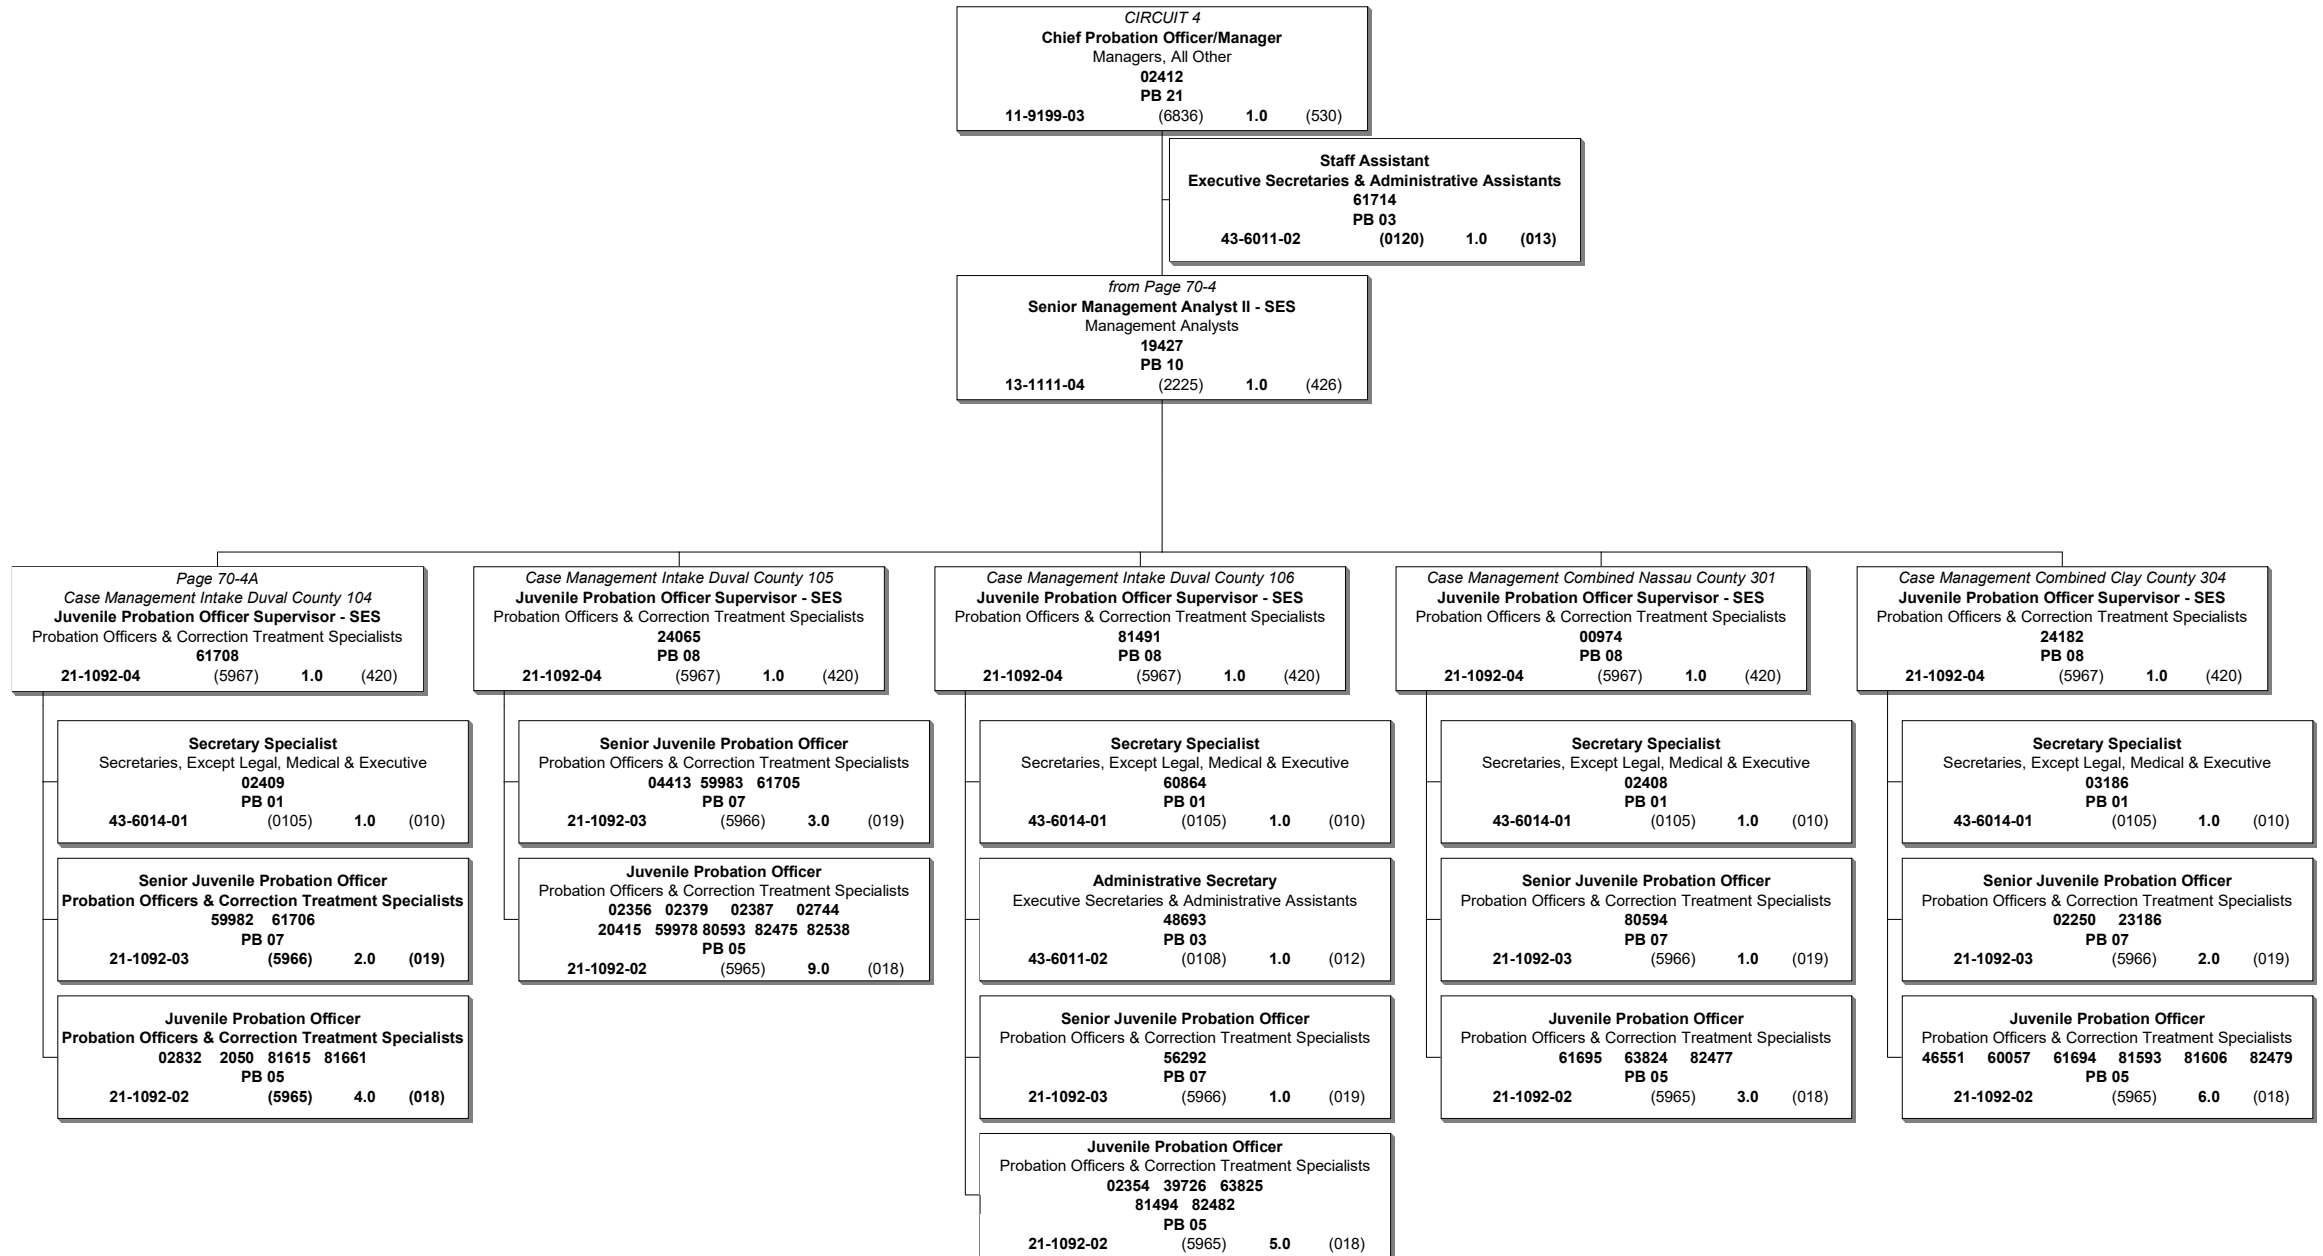 CIRCUIT 4
Chief Probation Officer/Manager
Managers, All Other
02412
PB 21
11-9199-03 (6836) 1.0 (530)
Staff Assistant
Executive Secretaries & Administrative Assistants
61714
PB 03
43-6011-02 (0120) 1.0 (013)
from Page 70-4
Senior Management Analyst II - SES
Management Analysts
19427
PB 10
13-1111-04 (2225) 1.0 (426)
Page 70-4A
Case Management Intake Duval County 104
Juvenile Probation Officer Supervisor - SES
Probation Officers & Correction Treatment Specialists
61708
21-1092-04 (5967) 1.0 (420)
Secretary Specialist
Secretaries, Except Legal, Medical & Executive
02409
PB 01
43-6014-01 (0105) 1.0 (010)
Senior Juvenile Probation Officer
Probation Officers & Correction Treatment Specialists
59982 61706
PB 07
21-1092-03 (5966) 2.0 (019)
Juvenile Probation Officer
Probation Officers & Correction Treatment Specialists
02832 2050 81615 81661
PB 05
21-1092-02 (5965) 4.0 (018)
Case Management Intake Duval County 105
Juvenile Probation Officer Supervisor - SES
Probation Officers & Correction Treatment Specialists
24065
PB 08
21-1092-04 (5967) 1.0 (420)
Senior Juvenile Probation Officer
Probation Officers & Correction Treatment Specialists
04413 59983 61705
PB 07
21-1092-03 (5966) 3.0 (019)
Juvenile Probation Officer
Probation Officers & Correction Treatment Specialists
02356 02379 02387 02744
20415 59978 80593 82475 82538
PB 05
21-1092-02 (5965) 9.0 (018)
Case Management Intake Duval County 106
Juvenile Probation Officer Supervisor - SES
Probation Officers & Correction Treatment Specialists
81491
PB 08
21-1092-04 (5967) 1.0 (420)
Secretary Specialist
Secretaries, Except Legal, Medical & Executive
60864
PB 01
43-6014-01 (0105) 1.0 (010)
Administrative Secretary
Executive Secretaries & Administrative Assistants
48693
PB 03
43-6011-02 (0108) 1.0 (012)
Senior Juvenile Probation Officer
Probation Officers & Correction Treatment Specialists
56292
PB 07
21-1092-03 (5966) 1.0 (019)
Juvenile Probation Officer
Probation Officers & Correction Treatment Specialists
02354 39726 63825
81494 82482
PB 05
21-1092-02 (5965) 5.0 (018)
Case Management Combined Nassau County 301
Juvenile Probation Officer Supervisor - SES
Probation Officers & Correction Treatment Specialists
00974
PB 08
21-1092-04 (5967) 1.0 (420)
Secretary Specialist
Secretaries, Except Legal, Medical & Executive
02408
PB 01
43-6014-01 (0105) 1.0 (010)
Senior Juvenile Probation Officer
Probation Officers & Correction Treatment Specialists
80594
PB 07
21-1092-03 (5966) 1.0 (019)
Juvenile Probation Officer
Probation Officers & Correction Treatment Specialists
61695 63824 82477
PB 05
21-1092-02 (5965) 3.0 (018)
Case Management Combined Clay County 304
Juvenile Probation Officer Supervisor - SES
Probation Officers & Correction Treatment Specialists
24182
PB 08
21-1092-04 (5967) 1.0 (420)
Secretary Specialist
Secretaries, Except Legal, Medical & Executive
03186
PB 01
43-6014-01 (0105) 1.0 (010)
Senior Juvenile Probation Officer
Probation Officers & Correction Treatment Specialists
02250 23186
PB 07
21-1092-03 (5966) 2.0 (019)
Juvenile Probation Officer
Probation Officers & Correction Treatment Specialists
46551 60057 61694 81593 81606 82479
PB 05
21-1092-02 (5965) 6.0 (018)